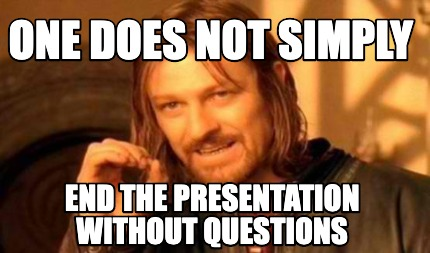 ONE DOES NOT SIMPLY
END THE PRESENTATION
WITHOUT QUESTIONS